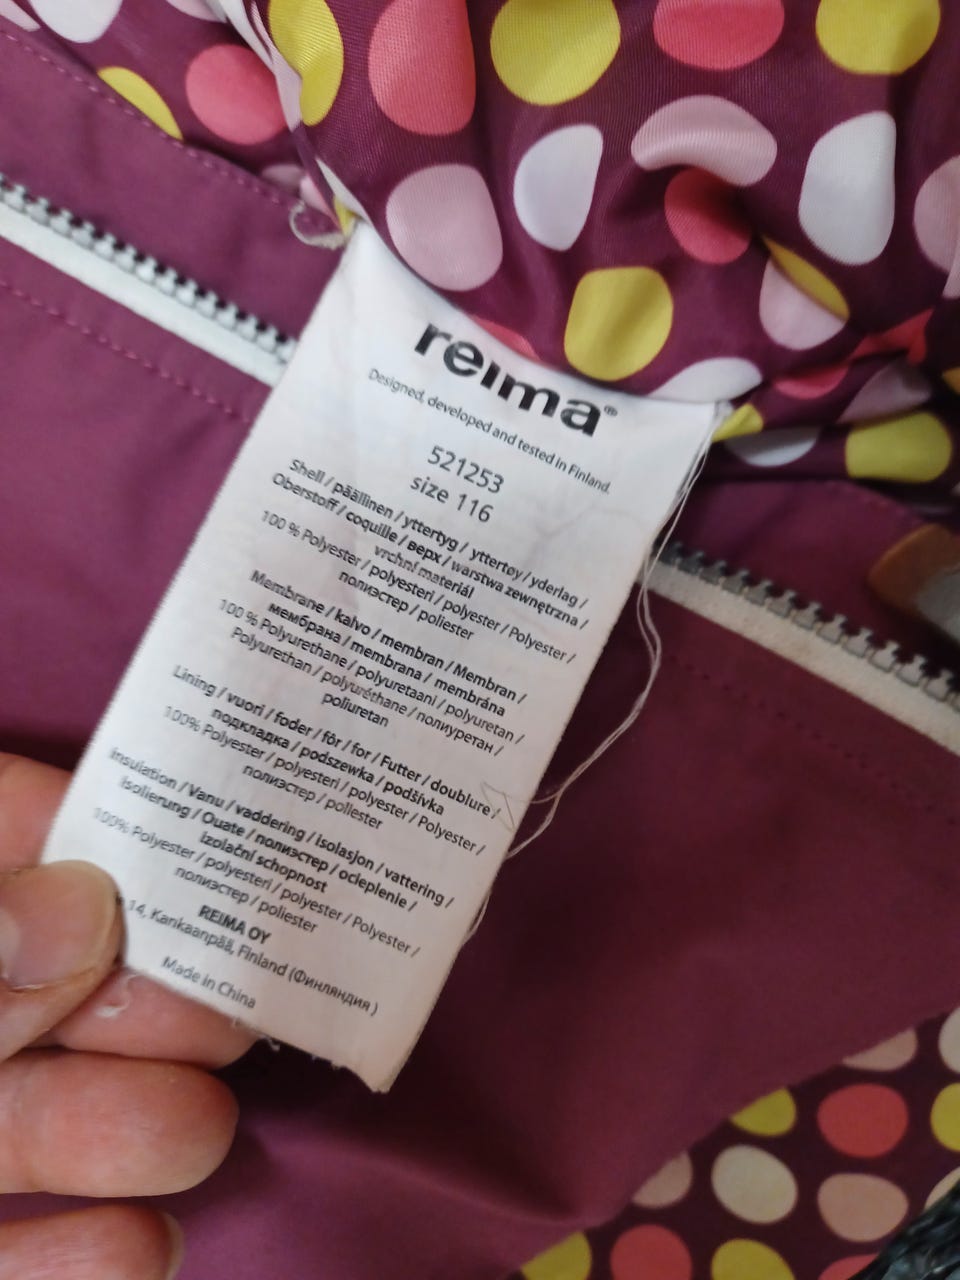 reima®
Designed, developed and tested in Finland.
521253
size 116
Shell / päällinen / yttertyg / yttertøy / yderlag /
Oberstoff / coquille / верх / warstwa zewnętrzna /
vrchní materiál
100 % Polyester / polyesteri / polyester / Polyester /
полиэстер / poliester
Membrane / kalvo / membran / Membran /
мембрана / membrana / membrána
100 % Polyurethane / polyuretaani / polyuretan /
Polyurethan / polyuréthane / полиуретан /
poliuretan
Lining / vuori / foder / fôr / for / Futter / doublure /
подкладка / podszewka / podšívka
100% Polyester / polyesteri / polyester / Polyester /
полиэстер / poliester
Insulation / Vanu / vaddering / isolasjon / vattering /
Isolierung / Ouate / полиэстер / ocieplenie /
Izolační schopnost
100% Polyester / polyesteri / polyester / Polyester /
полиэстер / poliester
REIMA OY
14, Kankaanpää, Finland (Финляндия )
Made in China